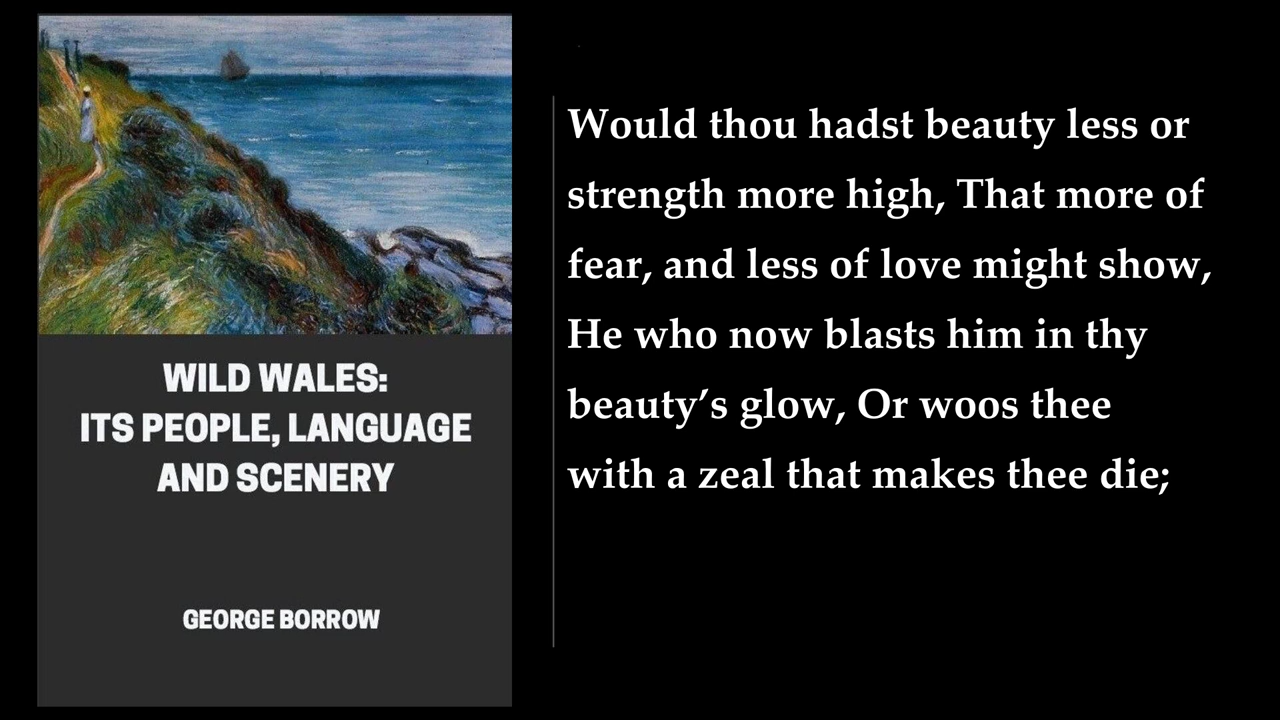 WILD WALES:
ITS PEOPLE, LANGUAGE
AND SCENERY
GEORGE BORROW
Would thou hadst beauty less or
strength more high, That more of
fear, and less of love might show,
He who now blasts him in thy
beauty’s glow, Or woos thee
with a zeal that makes thee die;